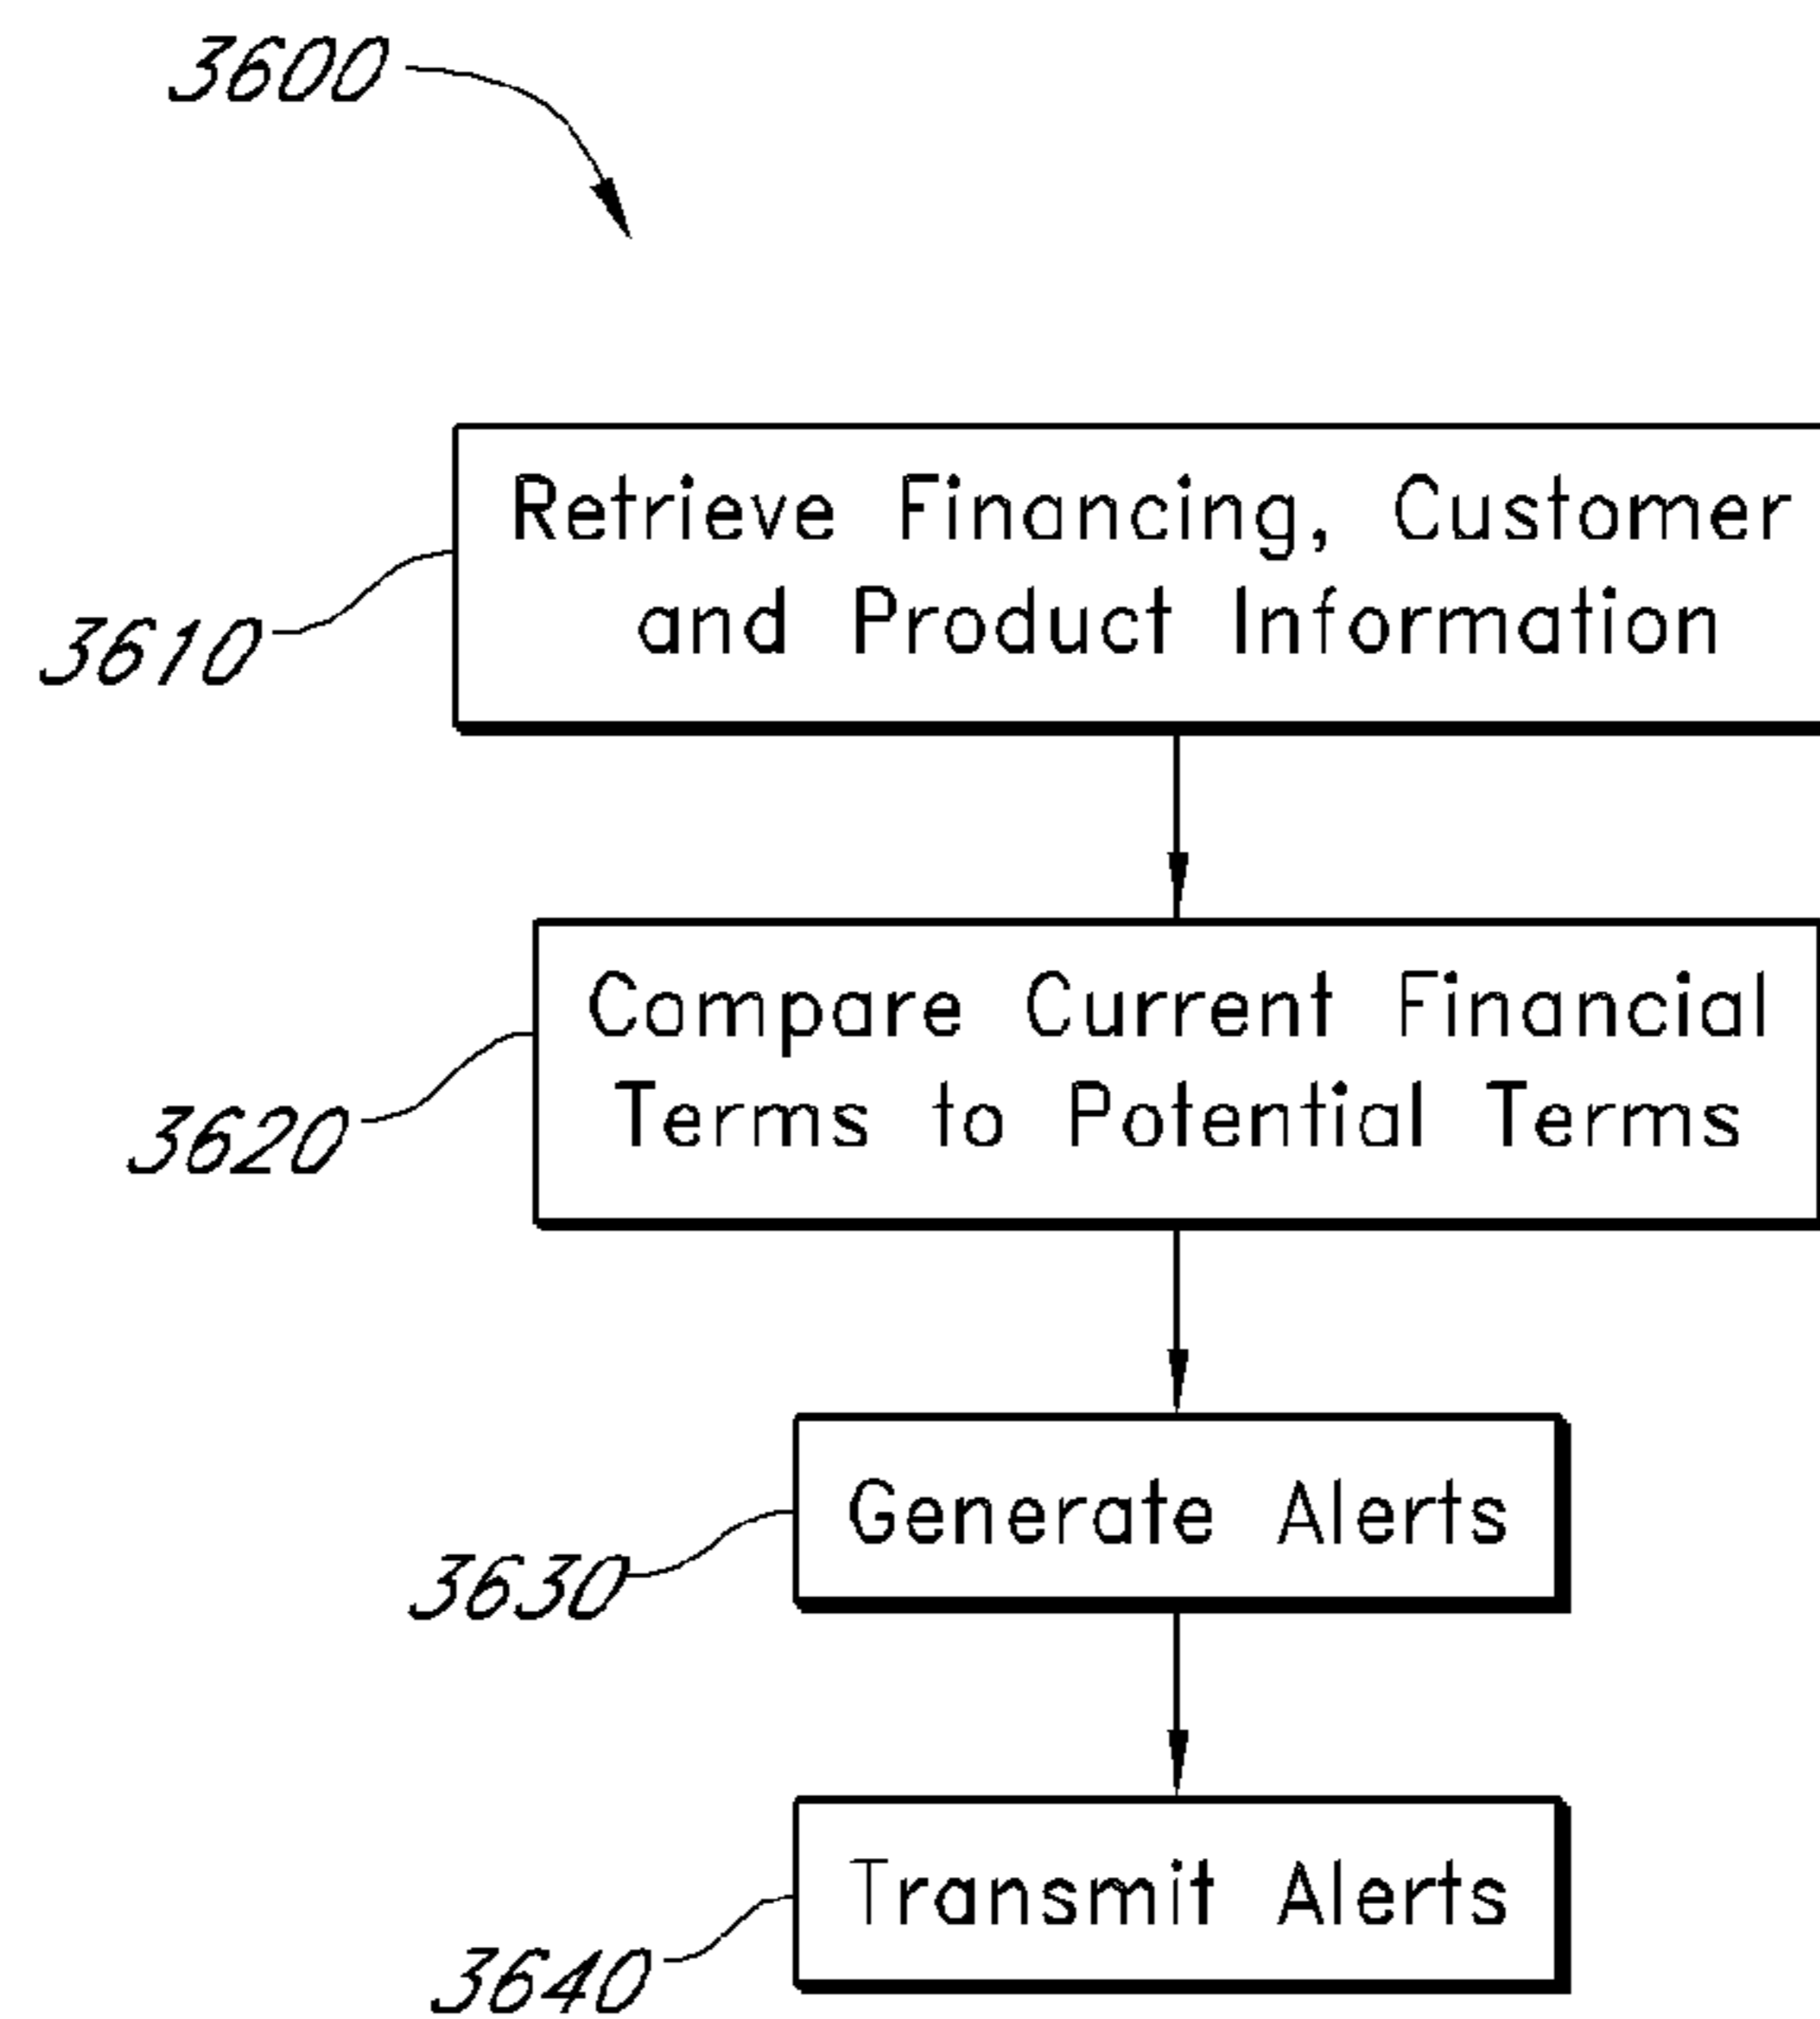 3600
Retrieve Financing, Customer
and Product Information
3610
Compare Current Financial
Terms to Potential Terms
3620
Generate Alerts
3630
Transmit Alerts
3640